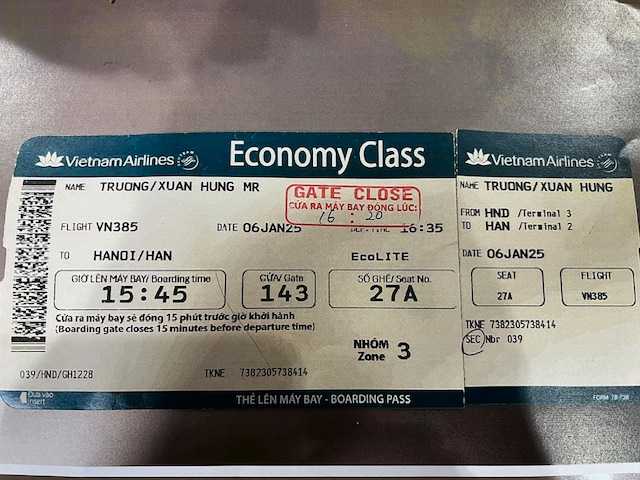 Vietnam Airlines
Economy Class
NAME TRUONG/XUAN HUNG MR
GATE CLOSE
CỬA RA MÁY BAY ĐÓNG LÚC:
16 : 20
FLIGHT VN385 DATE 06JAN25 16:35
TO HANOI/HAN EcoLITE
GIỜ LÊN MÁY BAY/ Boarding time
15:45
CỬA/ Gate
143
SỐ GHẾ/Seat No.
27A
Cửa ra máy bay sẽ đóng 15 phút trước giờ khởi hành
(Boarding gate closes 15 minutes before departure time)
NHÓM
Zone 3
039/HND/GH1228 TKNE 7382305738414
Đưa vào
Insert
THẺ LÊN MÁY BAY - BOARDING PASS
Vietnam Airlines
NAME TRUONG/XUAN HUNG
FROM HND /Terminal 3
TO HAN /Terminal 2
DATE 06JAN25
SEAT
27A
FLIGHT
VN385
TKNE 7382305738414
SEC Nbr 039